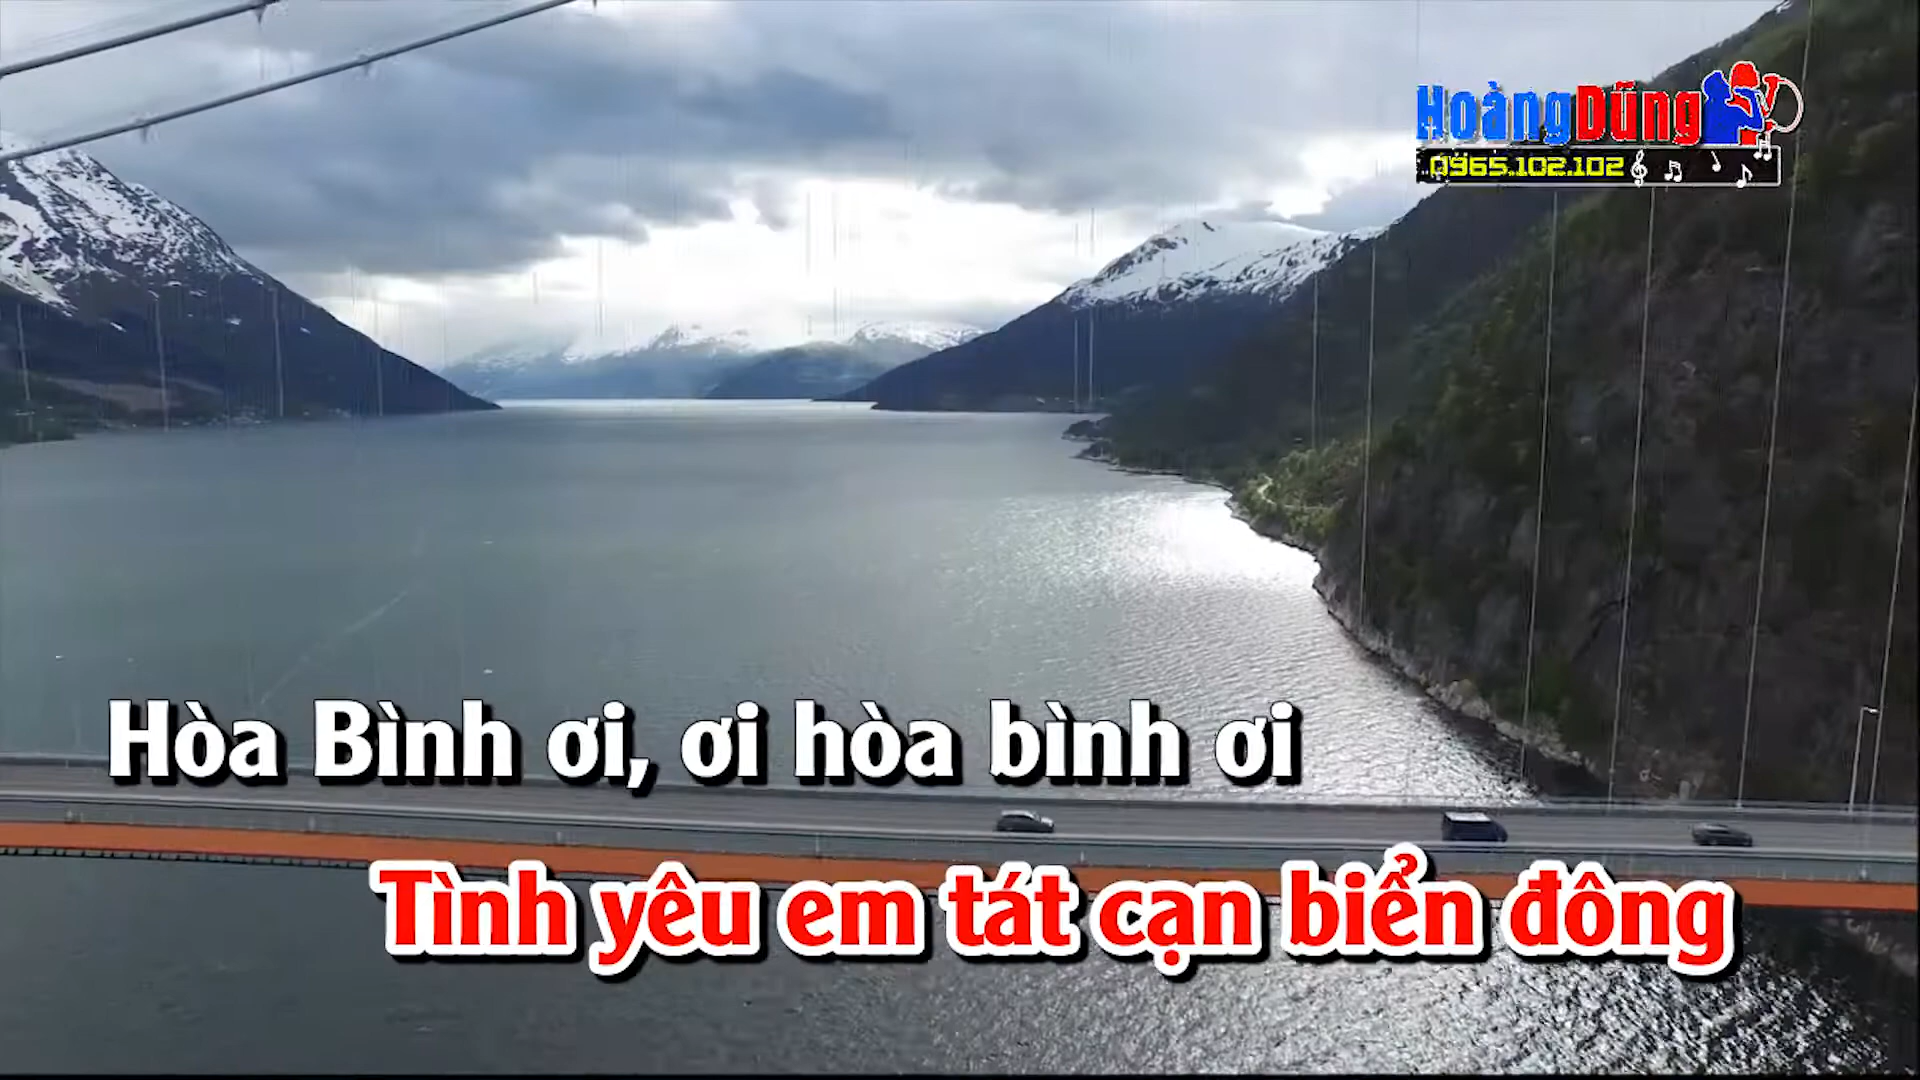 HoàngDũng
0965.102.102
Hòa Bình ơi, ơi hòa bình ơi
Tình yêu em tát cạn biển đông